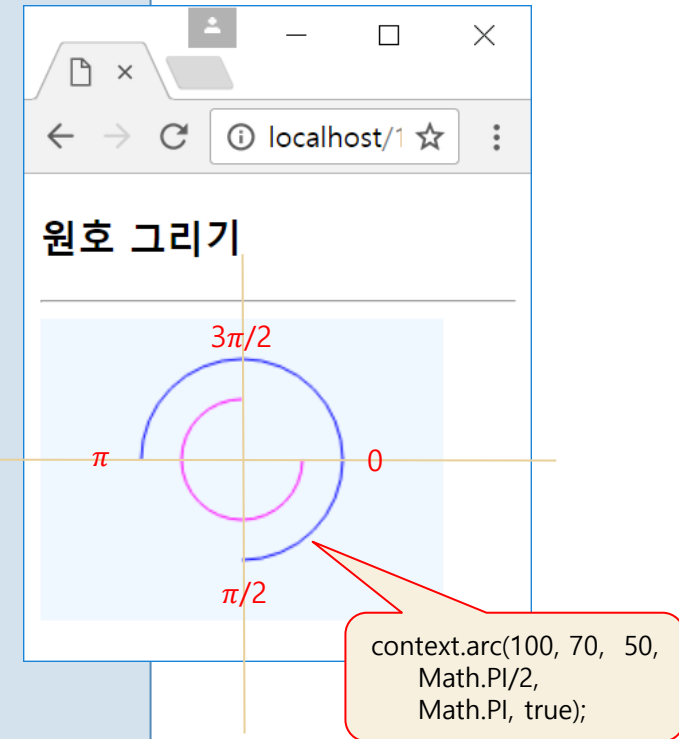 localhost/1
원호 그리기
3π/2
π
0
π/2
context.arc(100, 70, 50,
Math.PI/2,
Math.PI, true);